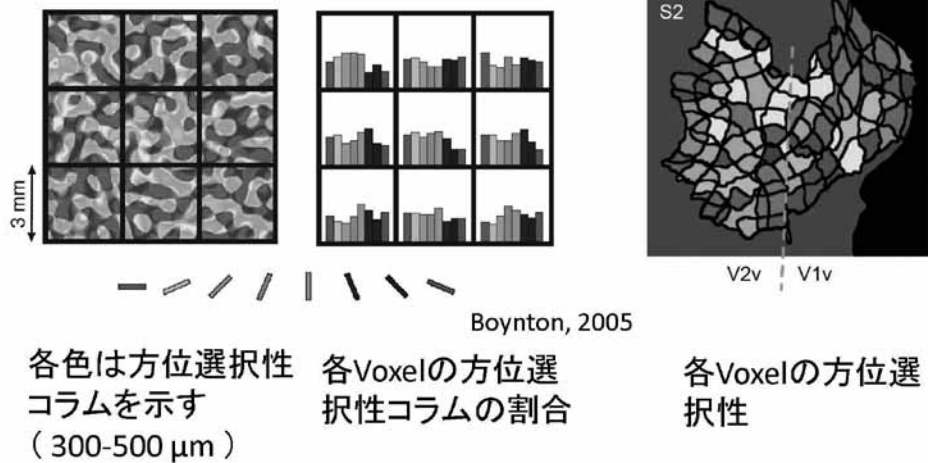 S2
3 mm
V2v
V1v
Boynton, 2005
各色は方位選択性
コラムを示す
( 300-500 μm )
各Voxelの方位選
択性コラムの割合
各Voxelの方位選
択性